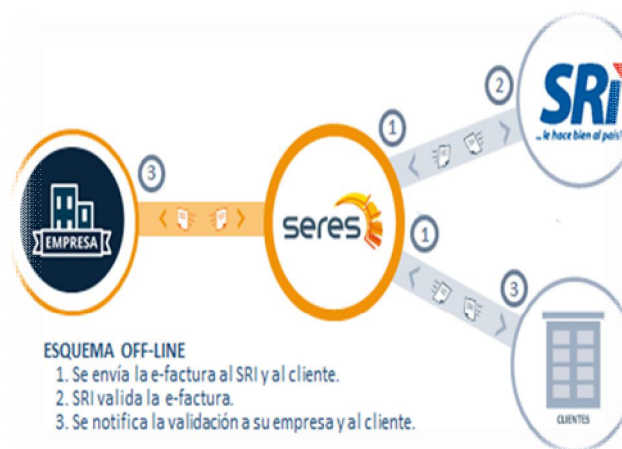 2
SRi
... le hace bien al país!
1
3
seres
EMPRESA
1
3
CLIENTES
ESQUEMA OFF-LINE
1. Se envía la e-factura al SRI y al cliente.
2. SRI valida la e-factura.
3. Se notifica la validación a su empresa y al cliente.